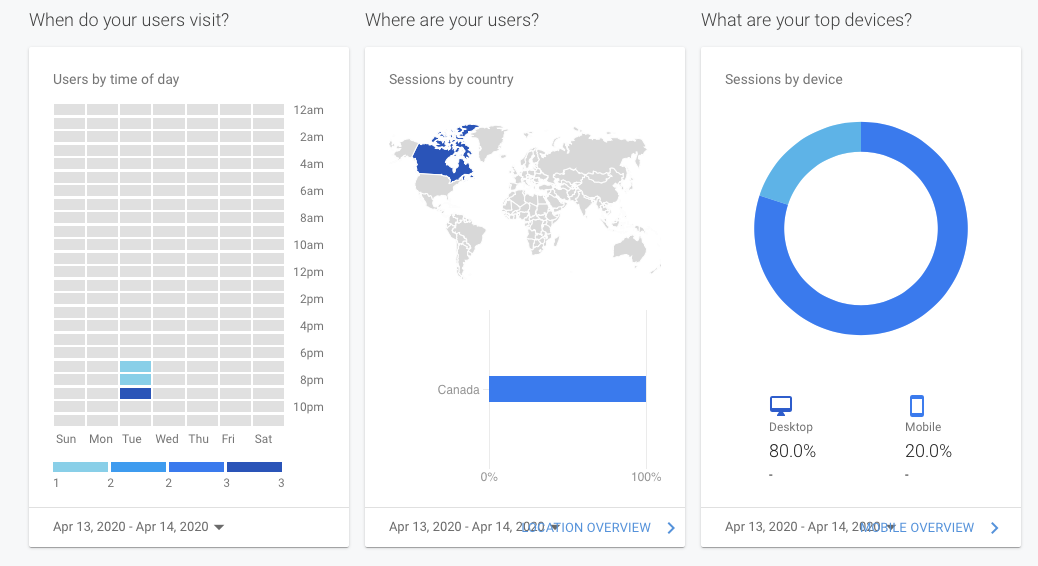 When do your users visit?
Users by time of day
12am
2am
4am
6am
8am
10am
12pm
2pm
4pm
6pm
8pm
10pm
Sun Mon Tue Wed Thu Fri Sat
1 2 2 3 3
Apr 13, 2020 - Apr 14, 2020
Where are your users?
Sessions by country
Canada
0% 100%
Apr 13, 2020 - Apr 14, 2020 LOCATION OVERVIEW
What are your top devices?
Sessions by device
Desktop Mobile
80.0% 20.0%
- -
Apr 13, 2020 - Apr 14, 2020 MOBILE OVERVIEW